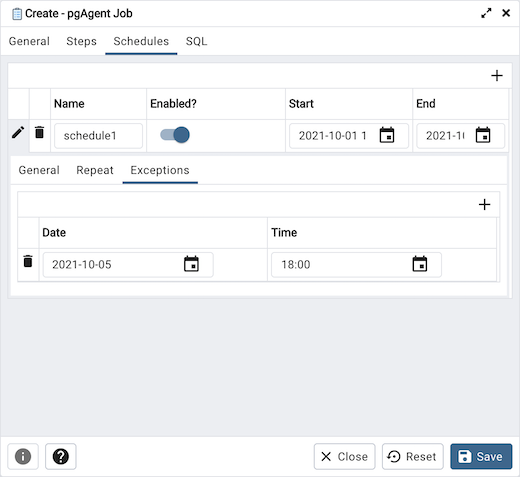 Create - pgAgent Job
General Steps Schedules SQL
Name Enabled? Start End
schedule1 2021-10-01 1 2021-1
General Repeat Exceptions
Date Time
2021-10-05 18:00
Close Reset Save